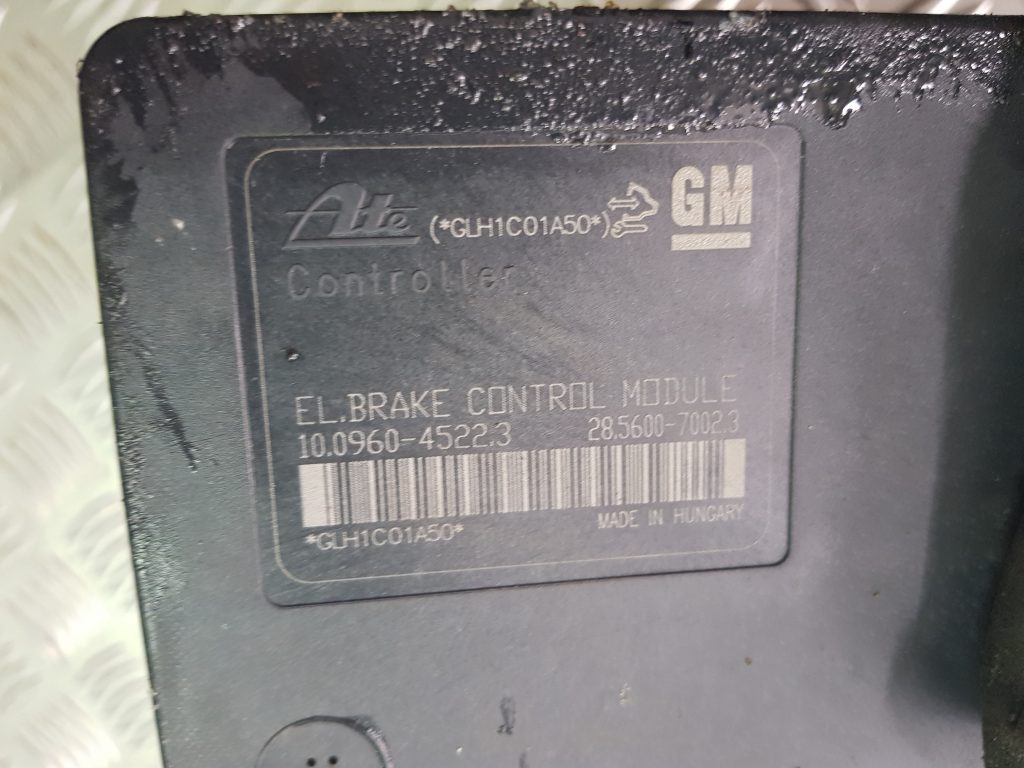 Ate (*GLH1C01A50*) GM
Controller
EL.BRAKE CONTROL MODULE
10.0960-4522.3 28.5600-7002.3
MADE IN HUNGARY
*GLH1C01A50*